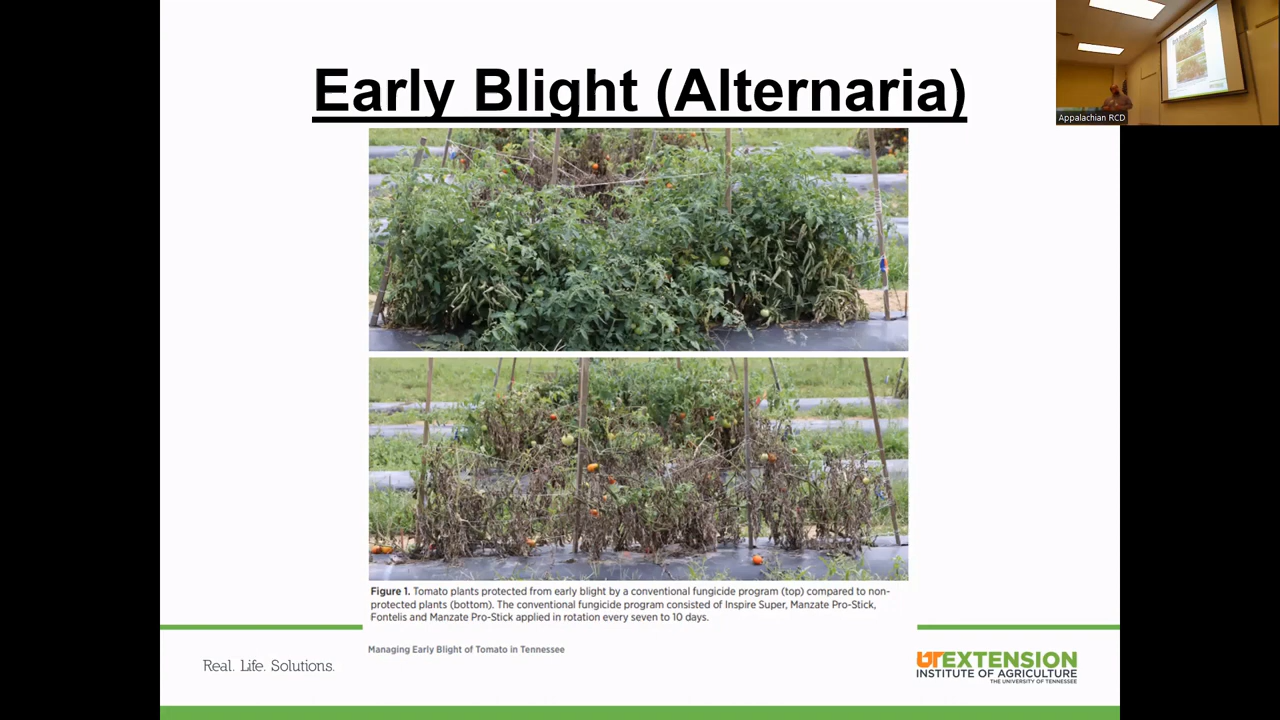 Early Blight (Alternaria)
Appalachian RCD
Figure 1. Tomato plants protected from early blight by a conventional fungicide program (top) compared to non-
protected plants (bottom). The conventional fungicide program consisted of Inspire Super, Manzate Pro-Stick,
Fontelis and Manzate Pro-Stick applied in rotation every seven to 10 days.
Managing Early Blight of Tomato in Tennessee
Real. Life. Solutions.
UT EXTENSION
INSTITUTE OF AGRICULTURE
THE UNIVERSITY OF TENNESSEE